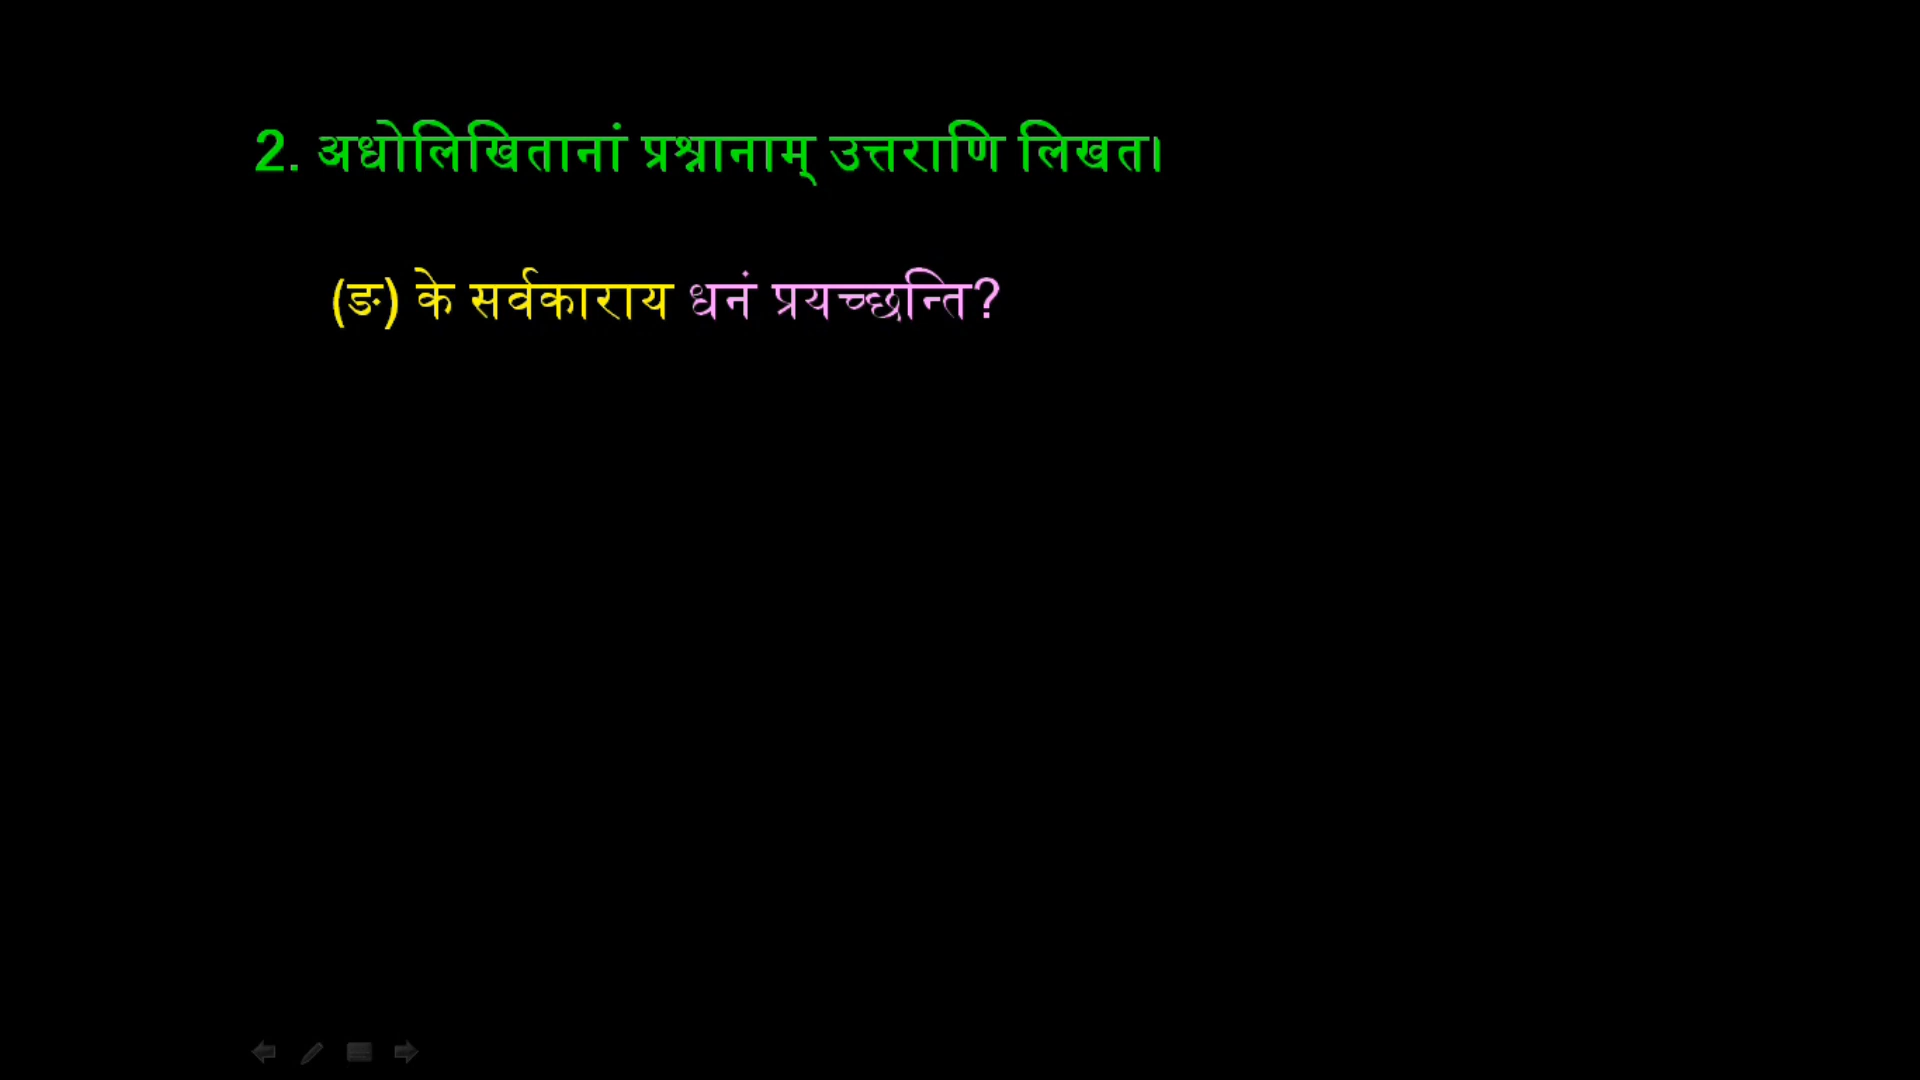 2. अधोलिखितानां प्रश्नानाम् उत्तराणि लिखत।
(ङ) के सर्वकाराय धनं प्रयच्छन्ति?